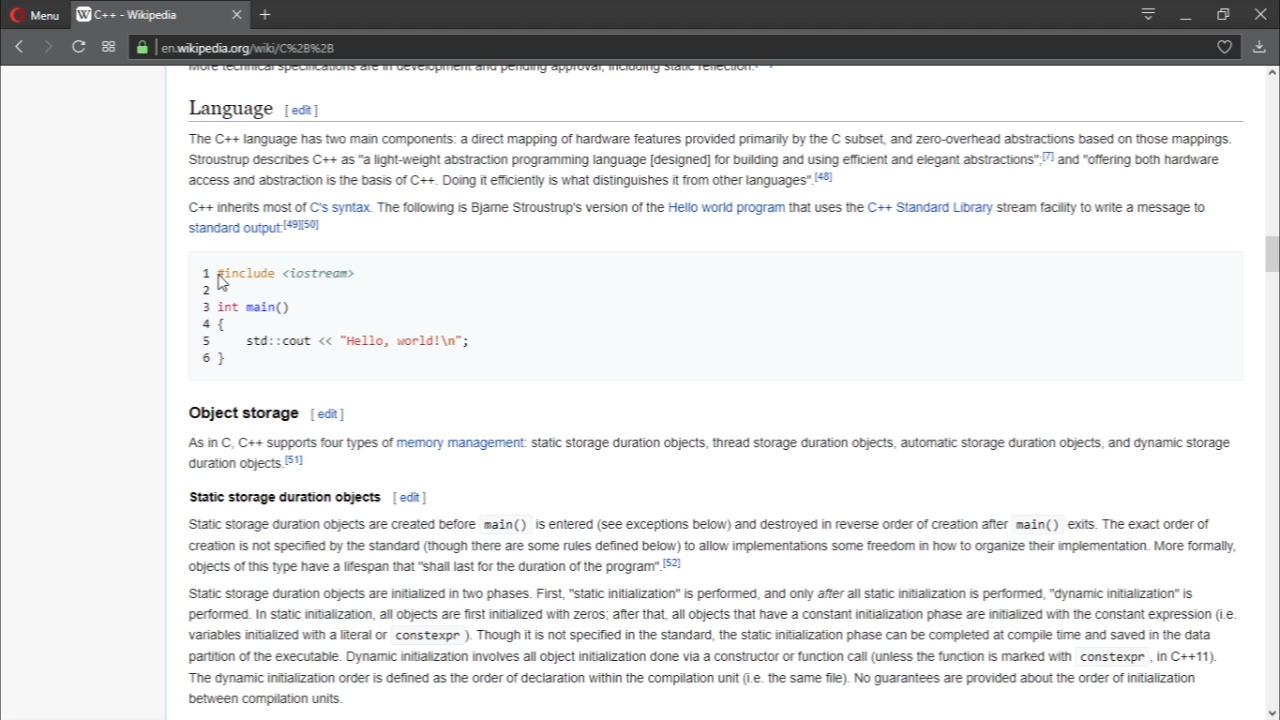 Menu
C++ - Wikipedia
en.wikipedia.org/wiki/C%2B%2B
More technical specifications are in development and pending approval, including static reflection.
Language [ edit ]
The C++ language has two main components: a direct mapping of hardware features provided primarily by the C subset, and zero-overhead abstractions based on those mappings.
Stroustrup describes C++ as "a light-weight abstraction programming language [designed] for building and using efficient and elegant abstractions";[7] and "offering both hardware
access and abstraction is the basis of C++. Doing it efficiently is what distinguishes it from other languages".[48]
C++ inherits most of C's syntax. The following is Bjarne Stroustrup's version of the Hello world program that uses the C++ Standard Library stream facility to write a message to
standard output:[49][50]
1 #include <iostream>
2
3 int main()
4 {
5     std::cout << "Hello, world!\n";
6 }
Object storage [ edit ]
As in C, C++ supports four types of memory management: static storage duration objects, thread storage duration objects, automatic storage duration objects, and dynamic storage
duration objects.[51]
Static storage duration objects [ edit ]
Static storage duration objects are created before main() is entered (see exceptions below) and destroyed in reverse order of creation after main() exits. The exact order of
creation is not specified by the standard (though there are some rules defined below) to allow implementations some freedom in how to organize their implementation. More formally,
objects of this type have a lifespan that "shall last for the duration of the program".[52]
Static storage duration objects are initialized in two phases. First, "static initialization" is performed, and only after all static initialization is performed, "dynamic initialization" is
performed. In static initialization, all objects are first initialized with zeros; after that, all objects that have a constant initialization phase are initialized with the constant expression (i.e.
variables initialized with a literal or constexpr ). Though it is not specified in the standard, the static initialization phase can be completed at compile time and saved in the data
partition of the executable. Dynamic initialization involves all object initialization done via a constructor or function call (unless the function is marked with constexpr , in C++11).
The dynamic initialization order is defined as the order of declaration within the compilation unit (i.e. the same file). No guarantees are provided about the order of initialization
between compilation units.